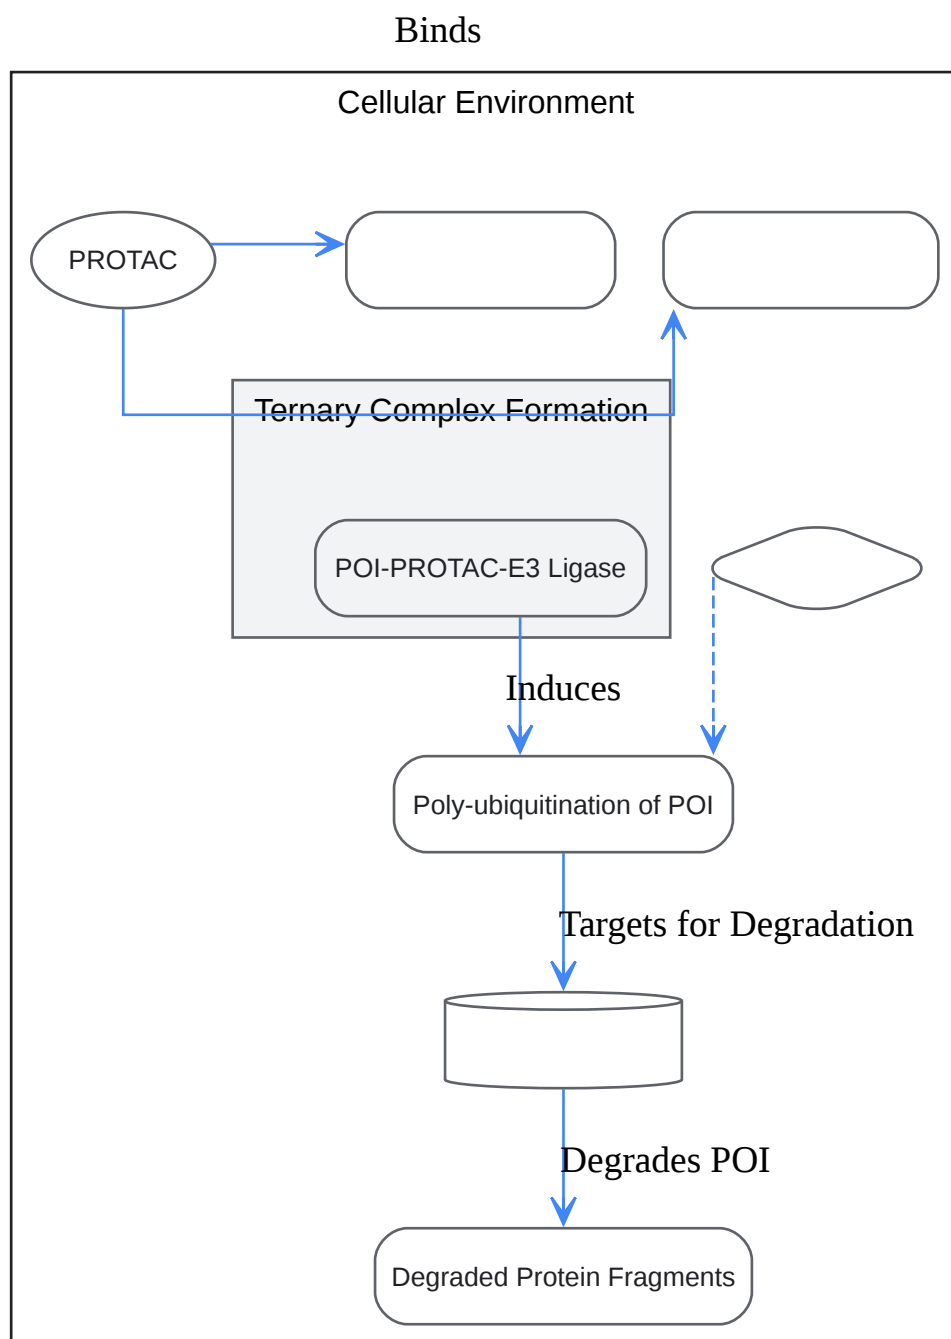 Binds
Cellular Environment
PROTAC
Ternary Complex Formation
POI-PROTAC-E3 Ligase
Induces
Poly-ubiquitination of POI
Targets for Degradation
Degrades POI
Degraded Protein Fragments